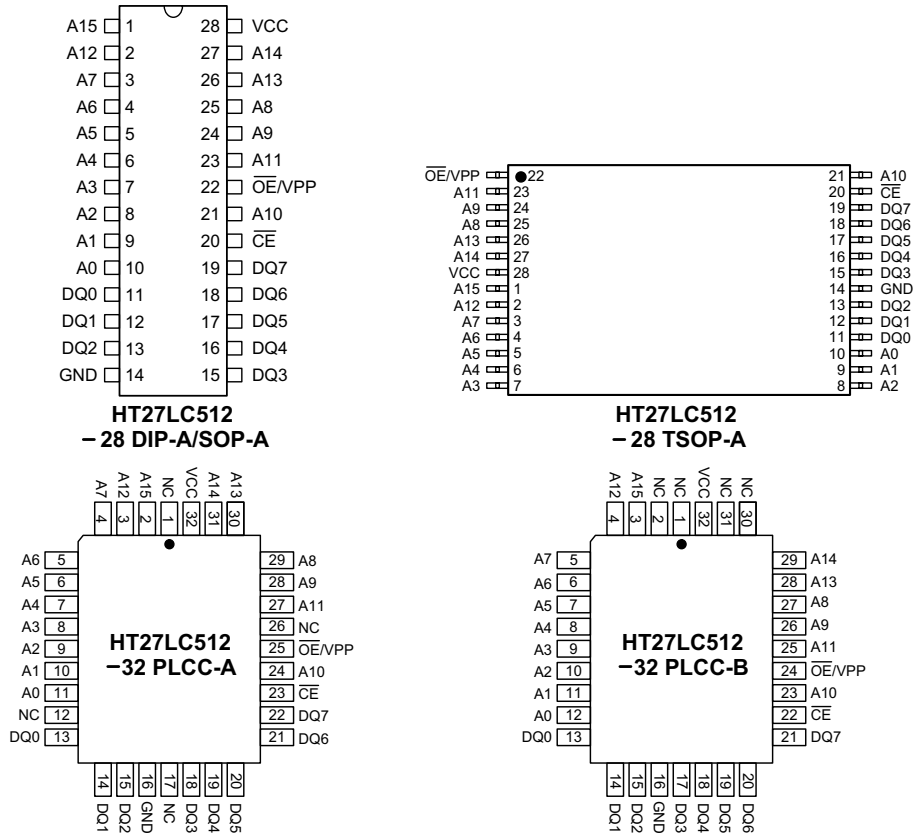 A15 1 28 VCC
A12 2 27 A14
A7 3 26 A13
A6 4 25 A8
A5 5 24 A9
A4 6 23 A11
A3 7 22 OE/VPP
A2 8 21 A10
A1 9 20 CE
A0 10 19 DQ7
DQ0 11 18 DQ6
DQ1 12 17 DQ5
DQ2 13 16 DQ4
GND 14 15 DQ3
HT27LC512
–28 DIP-A/SOP-A
OE/VPP 22 21 A10
A11 23 20 CE
A9 24 19 DQ7
A8 25 18 DQ6
A13 26 17 DQ5
A14 27 16 DQ4
VCC 28 15 DQ3
A15 1 14 GND
A12 2 13 DQ2
A7 3 12 DQ1
A6 4 11 DQ0
A5 5 10 A0
A4 6 9 A1
A3 7 8 A2
HT27LC512
–28 TSOP-A
A7 A12 A15 NC VCC A14 A13
4 3 2 1 32 31 30
A6 5 29 A8
A5 6 28 A9
A4 7 27 A11
A3 8 26 NC
A2 9 25 OE/VPP
A1 10 24 A10
A0 11 23 CE
NC 12 22 DQ7
DQ0 13 21 DQ6
HT27LC512
–32 PLCC-A
14 15 16 17 18 19 20
DQ1 DQ2 GND NC DQ3 DQ4 DQ5
A12 A15 NC NC VCC NC NC
4 3 2 1 32 31 30
A7 5 29 A14
A6 6 28 A13
A5 7 27 A8
A4 8 26 A9
A3 9 25 A11
A2 10 24 OE/VPP
A1 11 23 A10
A0 12 22 CE
DQ0 13 21 DQ7
HT27LC512
–32 PLCC-B
14 15 16 17 18 19 20
DQ1 DQ2 GND DQ3 DQ4 DQ5 DQ6